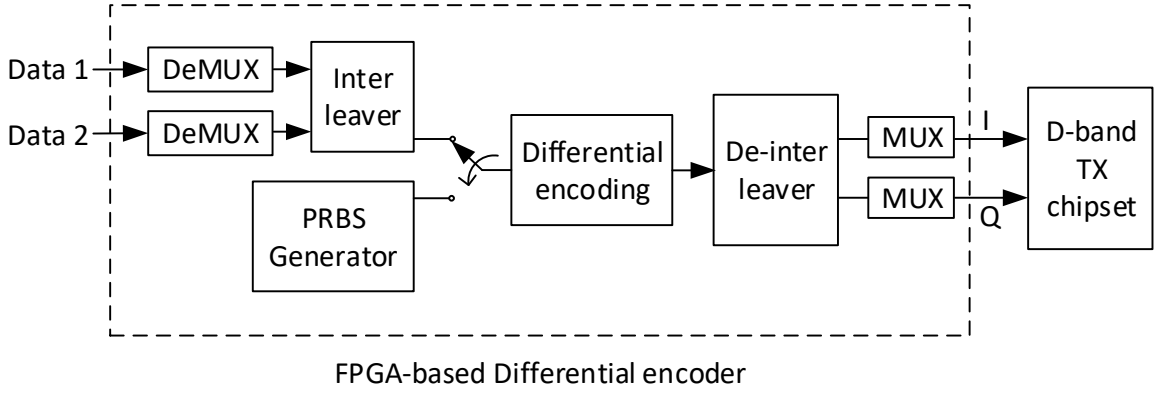 Data 1
DeMUX
Data 2
DeMUX
Inter
leaver
PRBS
Generator
Differential
encoding
De-inter
leaver
MUX
MUX
I
Q
D-band
TX
chipset
FPGA-based Differential encoder